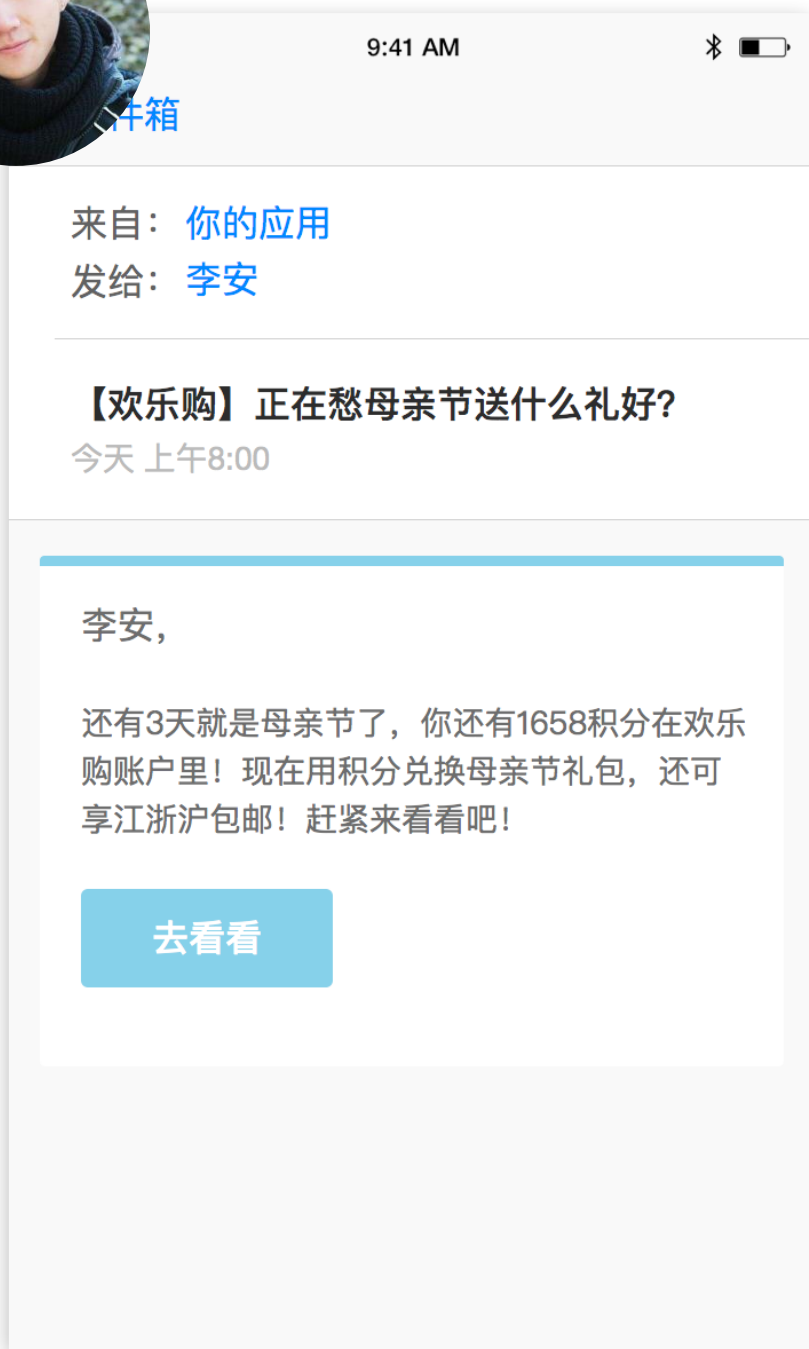 9:41 AM
件箱
来自： 你的应用
发给： 李安
【欢乐购】正在愁母亲节送什么礼好？
今天 上午8:00
李安，
还有3天就是母亲节了，你还有1658积分在欢乐
购账户里！现在用积分兑换母亲节礼包，还可
享江浙沪包邮！赶紧来看看吧！
去看看